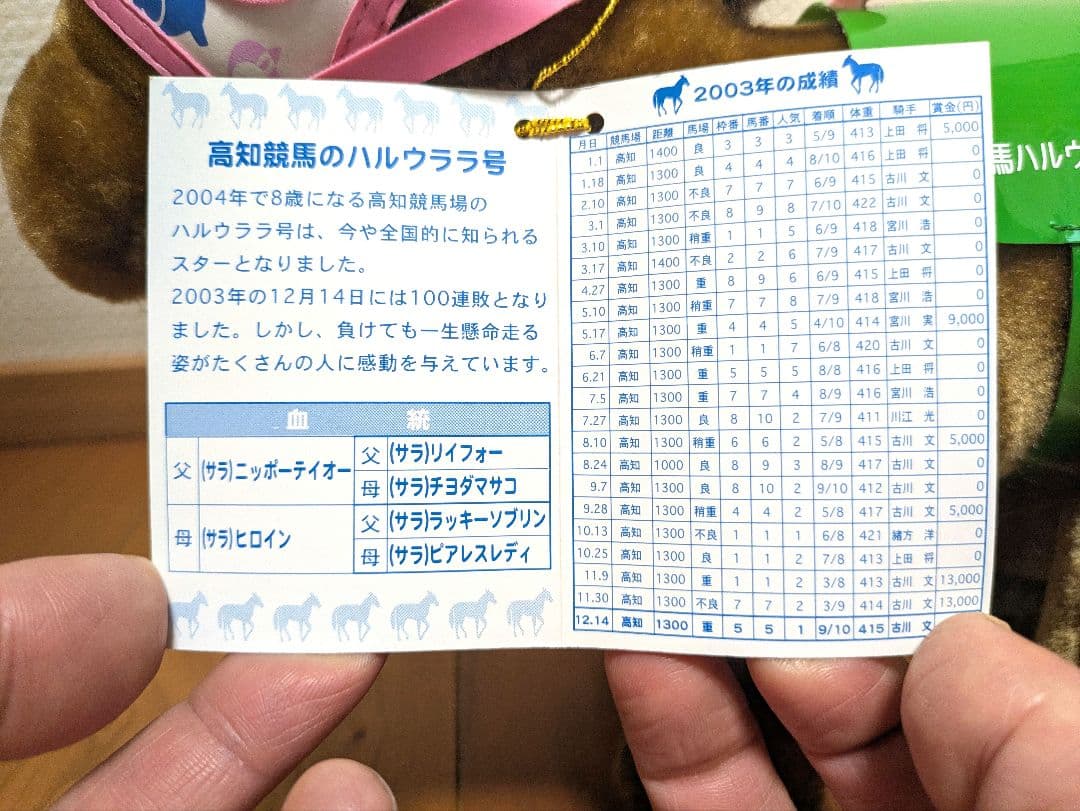 高知競馬のハルウララ号
2004年で8歳になる高知競馬場の
ハルウララ号は、今や全国的に知られる
スターとなりました。
2003年の12月14日には100連敗となり
ました。しかし、負けても一生懸命走る
姿がたくさんの人に感動を与えています。
血 統
父 (サラ)ニッポーテイオー 父 (サラ)リイフォー
母 (サラ)チヨダマサコ
母 (サラ)ヒロイン 父 (サラ)ラッキーソブリン
母 (サラ)ピアレスレディ
2003年の成績
月日 競馬場 距離 馬場 枠番 馬番 人気 着順 体重 騎手 賞金(円)
1.1 高知 1400 良 3 3 3 5/9 413 上田 将 5,000
1.18 高知 1300 良 4 4 4 8/10 416 上田 将 0
2.10 高知 1300 不良 7 7 7 6/9 415 古川 文 0
3.1 高知 1300 不良 8 9 8 7/10 422 古川 文 0
3.10 高知 1300 稍重 1 1 5 6/9 418 宮川 浩 0
3.17 高知 1400 不良 2 2 6 7/9 417 古川 文 0
4.27 高知 1300 重 8 9 6 6/9 415 上田 将 0
5.10 高知 1300 稍重 7 7 8 7/9 418 宮川 浩 0
5.17 高知 1300 重 4 4 5 4/10 414 宮川 実 9,000
6.7 高知 1300 稍重 1 1 7 6/8 420 古川 文 0
6.21 高知 1300 重 5 5 5 8/8 416 上田 将 0
7.5 高知 1300 重 7 7 4 8/9 416 宮川 浩 0
7.27 高知 1300 良 8 10 2 7/9 411 川江 光 0
8.10 高知 1300 稍重 6 6 2 5/8 415 古川 文 5,000
8.24 高知 1000 良 8 9 3 8/9 417 古川 文 0
9.7 高知 1300 良 8 10 2 9/10 412 古川 文 0
9.28 高知 1300 稍重 4 4 2 5/8 417 古川 文 5,000
10.13 高知 1300 不良 1 1 1 6/8 421 緒方 洋 0
10.25 高知 1300 良 1 1 2 7/8 413 上田 将 0
11.9 高知 1300 重 1 1 2 3/8 413 古川 文 13,000
11.30 高知 1300 不良 7 7 2 3/9 414 古川 文 13,000
12.14 高知 1300 重 5 5 1 9/10 415 古川 文
馬ハルウ